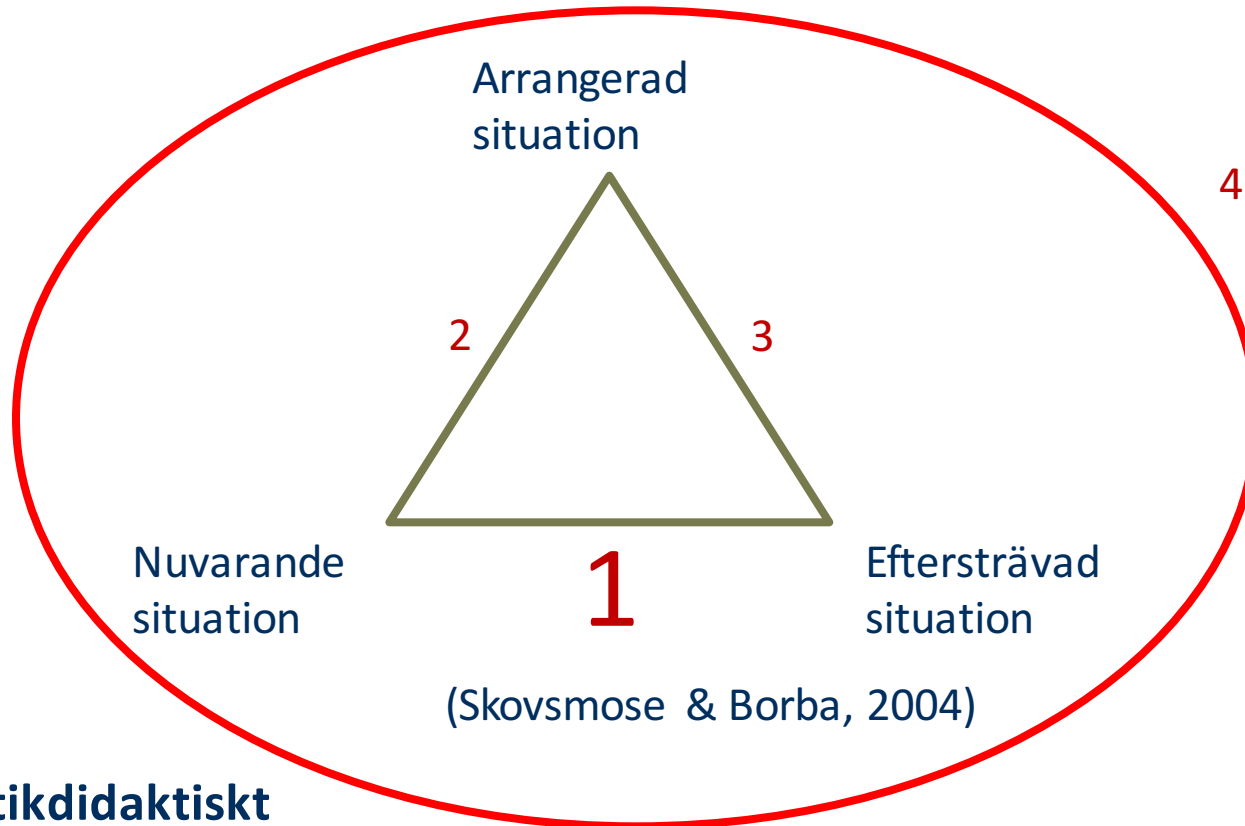 Arrangerad
situation
4
2
3
Nuvarande
situation
1
Eftersträvad
situation
(Skovsmose & Borba, 2004)
tikdidaktiskt